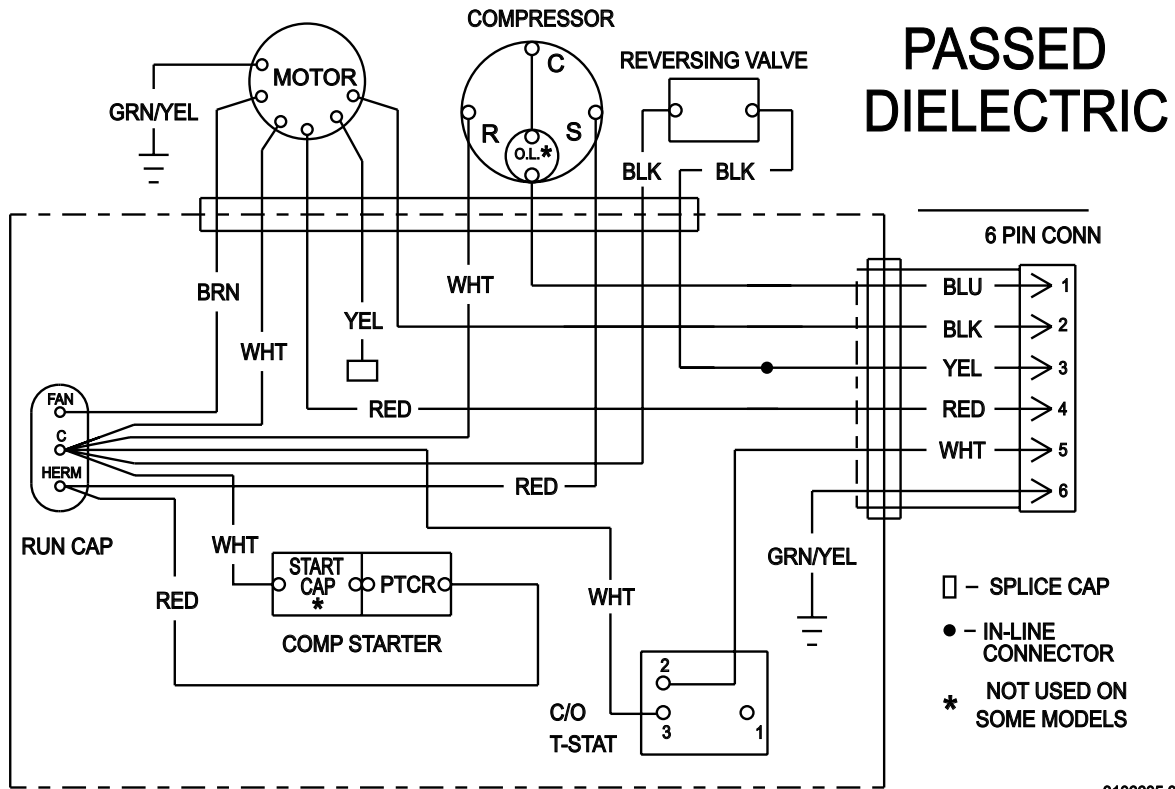 COMPRESSOR
PASSED
DIELECTRIC
MOTOR
C
REVERSING VALVE
GRN/YEL
R
S
O.L.*
BLK
BLK
6 PIN CONN
BRN
WHT
BLU
1
YEL
BLK
2
WHT
YEL
3
FAN
RED
RED
4
C
WHT
5
HERM
RED
6
RUN CAP
WHT
GRN/YEL
START
CAP
*
PTCR
RED
WHT
COMP STARTER
- SPLICE CAP
- IN-LINE
CONNECTOR
* NOT USED ON
SOME MODELS
2
C/O
T-STAT
3
1